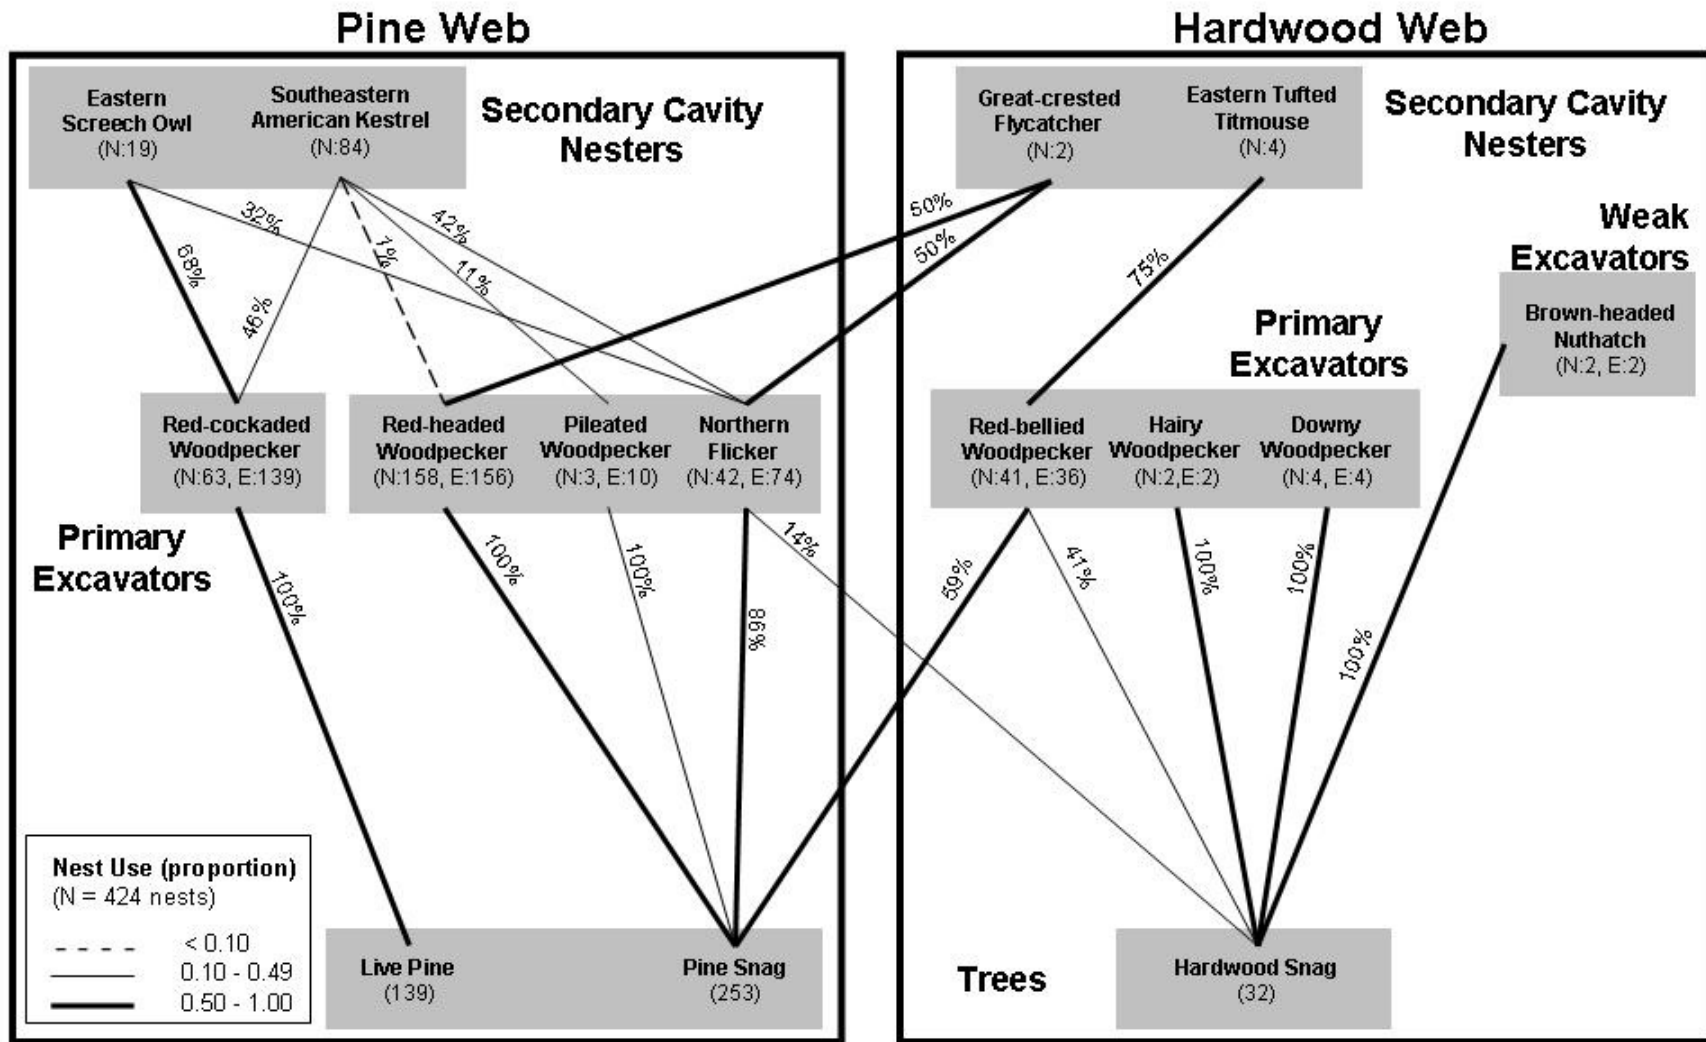 Pine Web
Hardwood Web
Eastern
Screech Owl
(N:19)
Southeastern
American Kestrel
(N:84)
Secondary Cavity
Nesters
Great-crested
Flycatcher
(N:2)
Eastern Tufted
Titmouse
(N:4)
Secondary Cavity
Nesters
32%
68%
46%
1%
11%
42%
50%
50%
75%
Weak
Excavators
Brown-headed
Nuthatch
(N:2, E:2)
Primary
Excavators
Red-cockaded
Woodpecker
(N:63, E:139)
Red-headed
Woodpecker
(N:158, E:156)
Pileated
Woodpecker
(N:3, E:10)
Northern
Flicker
(N:42, E:74)
Red-bellied
Woodpecker
(N:41, E:36)
Hairy
Woodpecker
(N:2,E:2)
Downy
Woodpecker
(N:4, E:4)
Primary
Excavators
100%
100%
100%
86%
14%
59%
41%
100%
100%
100%
Nest Use (proportion)
(N = 424 nests)
< 0.10
0.10 - 0.49
0.50 - 1.00
Live Pine
(139)
Pine Snag
(253)
Trees
Hardwood Snag
(32)